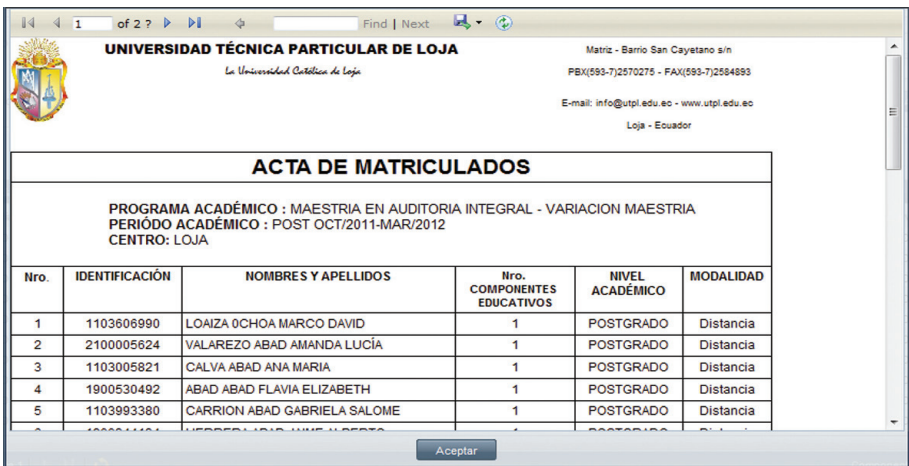 1 of 2 ? Find | Next
UNIVERSIDAD TÉCNICA PARTICULAR DE LOJA
La Universidad Católica de Loja
Matriz - Barrio San Cayetano s/n
PBX(593-7)2570275 - FAX(593-7)2584893
E-mail: info@utpl.edu.ec - www.utpl.edu.ec
Loja - Ecuador
ACTA DE MATRICULADOS
PROGRAMA ACADÉMICO : MAESTRIA EN AUDITORIA INTEGRAL - VARIACION MAESTRIA
PERIÓDO ACADÉMICO : POST OCT/2011-MAR/2012
CENTRO: LOJA
Nro. IDENTIFICACIÓN NOMBRES Y APELLIDOS Nro. COMPONENTES EDUCATIVOS NIVEL ACADÉMICO MODALIDAD
1 1103606990 LOAIZA 0CHOA MARCO DAVID 1 POSTGRADO Distancia
2 2100005624 VALAREZO ABAD AMANDA LUCÍA 1 POSTGRADO Distancia
3 1103005821 CALVA ABAD ANA MARIA 1 POSTGRADO Distancia
4 1900530492 ABAD ABAD FLAVIA ELIZABETH 1 POSTGRADO Distancia
5 1103993380 CARRION ABAD GABRIELA SALOME 1 POSTGRADO Distancia
Aceptar